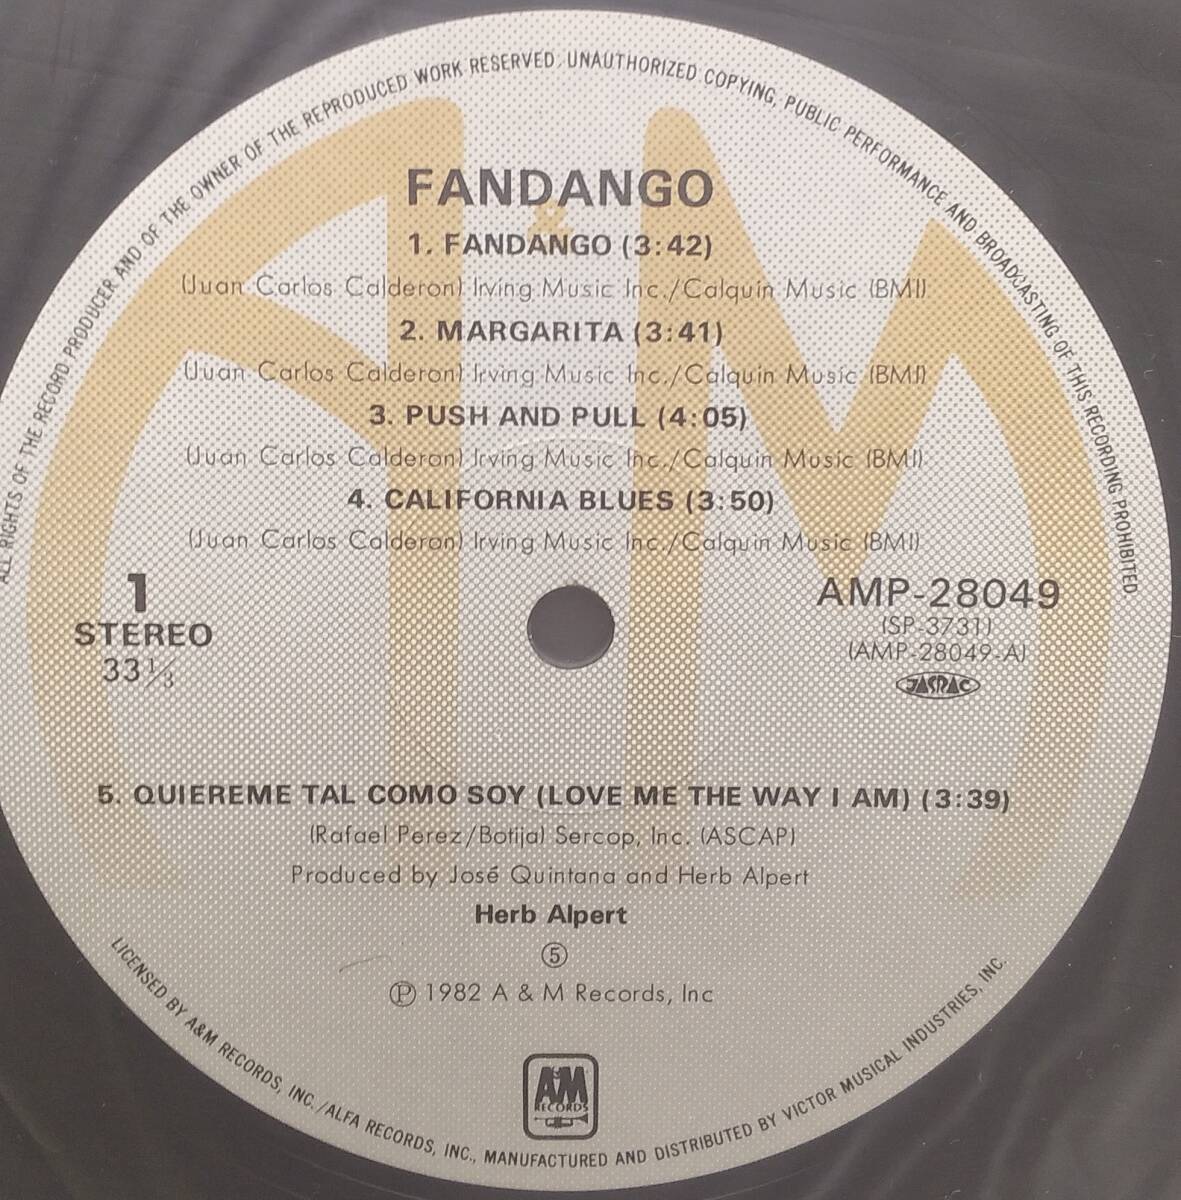 ALL RIGHTS OF THE RECORD PRODUCER AND OF THE OWNER OF THE REPRODUCED WORK RESERVED. UNAUTHORIZED COPYING, PUBLIC PERFORMANCE AND BROADCASTING OF THIS RECORDING PROHIBITED
FANDANGO
1. FANDANGO (3:42)
(Juan Carlos Calderon) Irving Music Inc./Calquin Music (BMI)
2. MARGARITA (3:41)
(Juan Carlos Calderon) Irving Music Inc./Calquin Music (BMI)
3. PUSH AND PULL (4:05)
(Juan Carlos Calderon) Irving Music Inc./Calquin Music (BMI)
4. CALIFORNIA BLUES (3:50)
(Juan Carlos Calderon) Irving Music Inc./Calquin Music (BMI)
1
STEREO
33 1/3
AMP-28049
(SP-3731)
(AMP-28049-A)
JASRAC
5. QUIEREME TAL COMO SOY (LOVE ME THE WAY I AM) (3:39)
(Rafael Perez/Botija) Sercop, Inc. (ASCAP)
Produced by José Quintana and Herb Alpert
Herb Alpert
⑤
Ⓟ 1982 A & M Records, Inc
A&M
RECORDS
LICENSED BY A&M RECORDS, INC./ALFA RECORDS, INC., MANUFACTURED AND DISTRIBUTED BY VICTOR MUSICAL INDUSTRIES, INC.